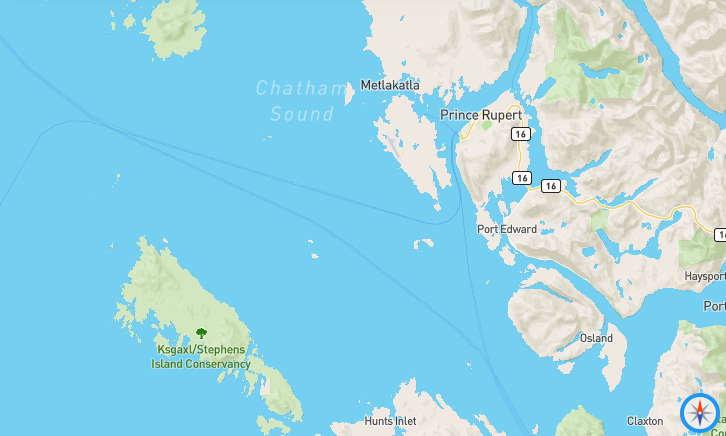 Chatham
Sound
Metlakatla
Prince Rupert
16
16
16
Port Edward
Haysport
Port
Osland
Ksgaxl/Stephens
Island Conservancy
Hunts Inlet
Claxton